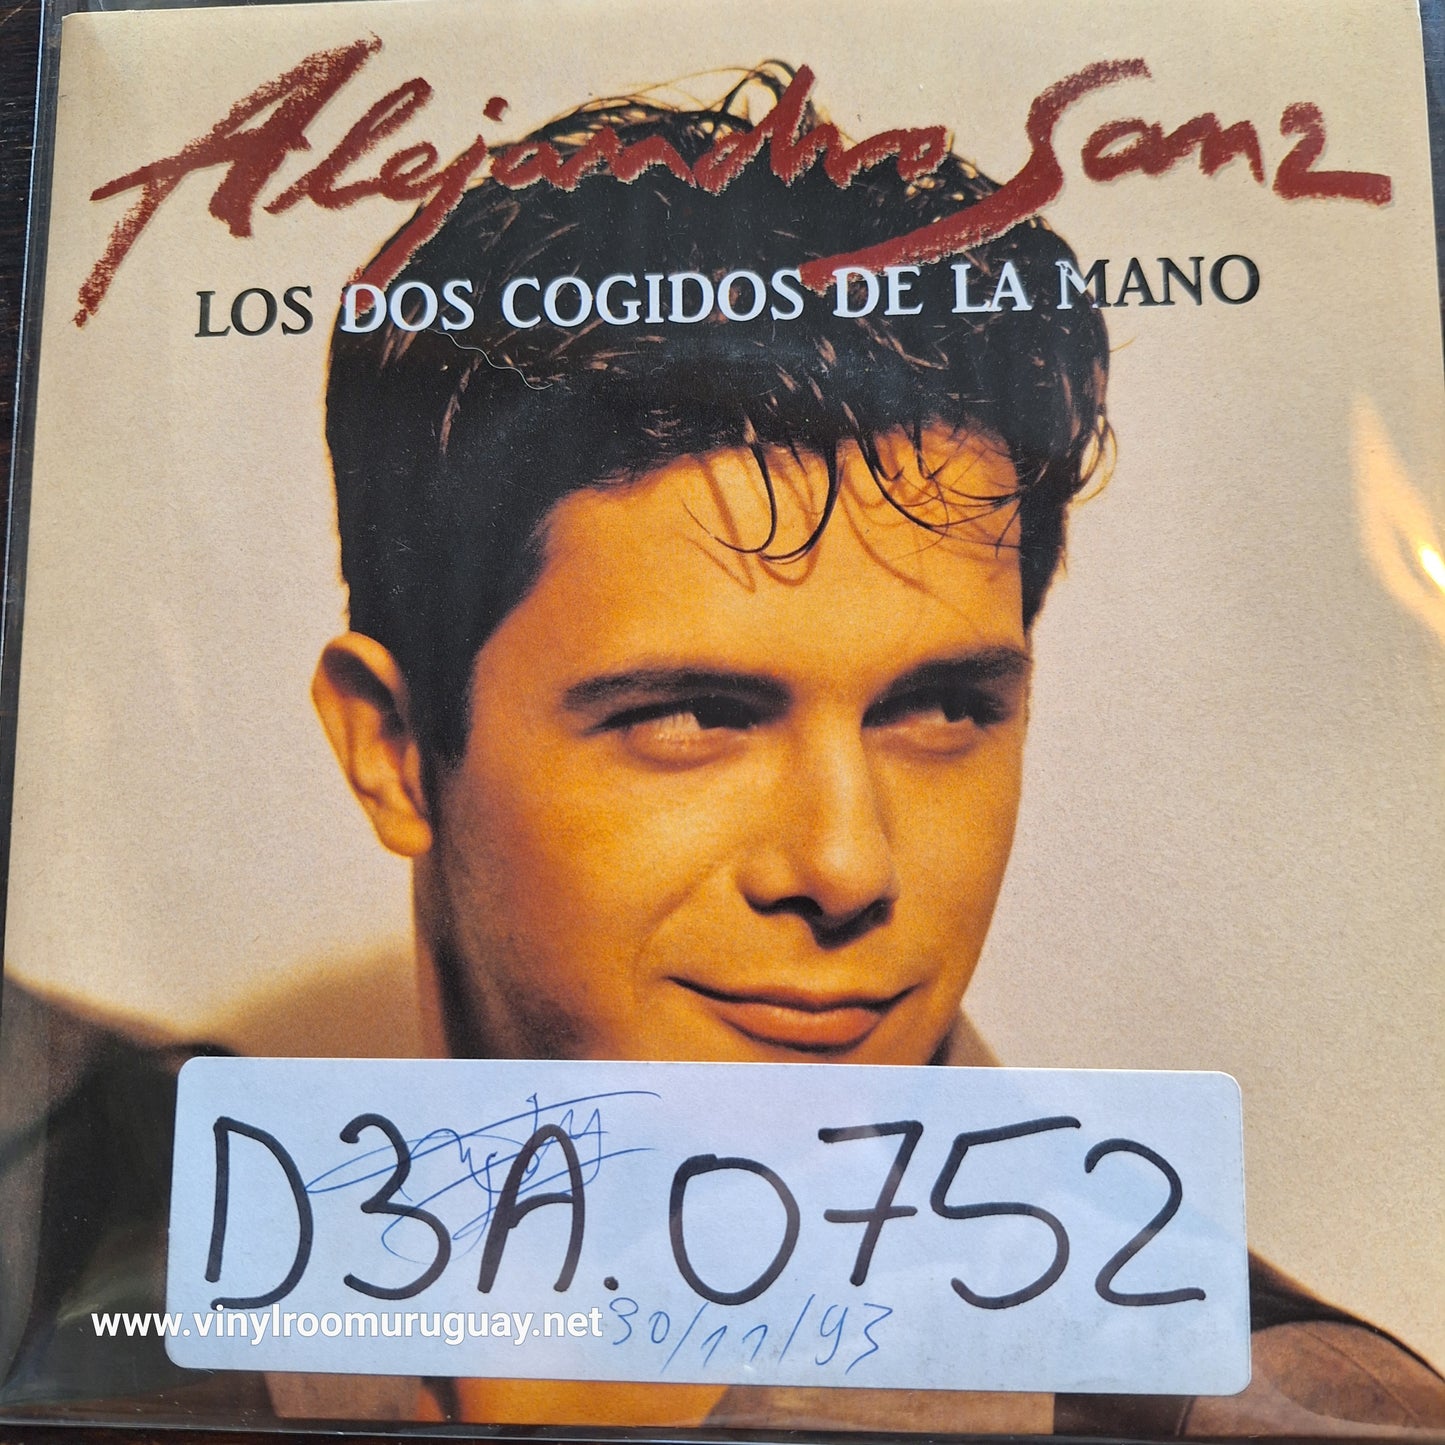 Alejandro Sanz
LOS DOS COGIDOS DE LA MANO
D3A.0752
www.vinylroomuruguay.net
30/11/93